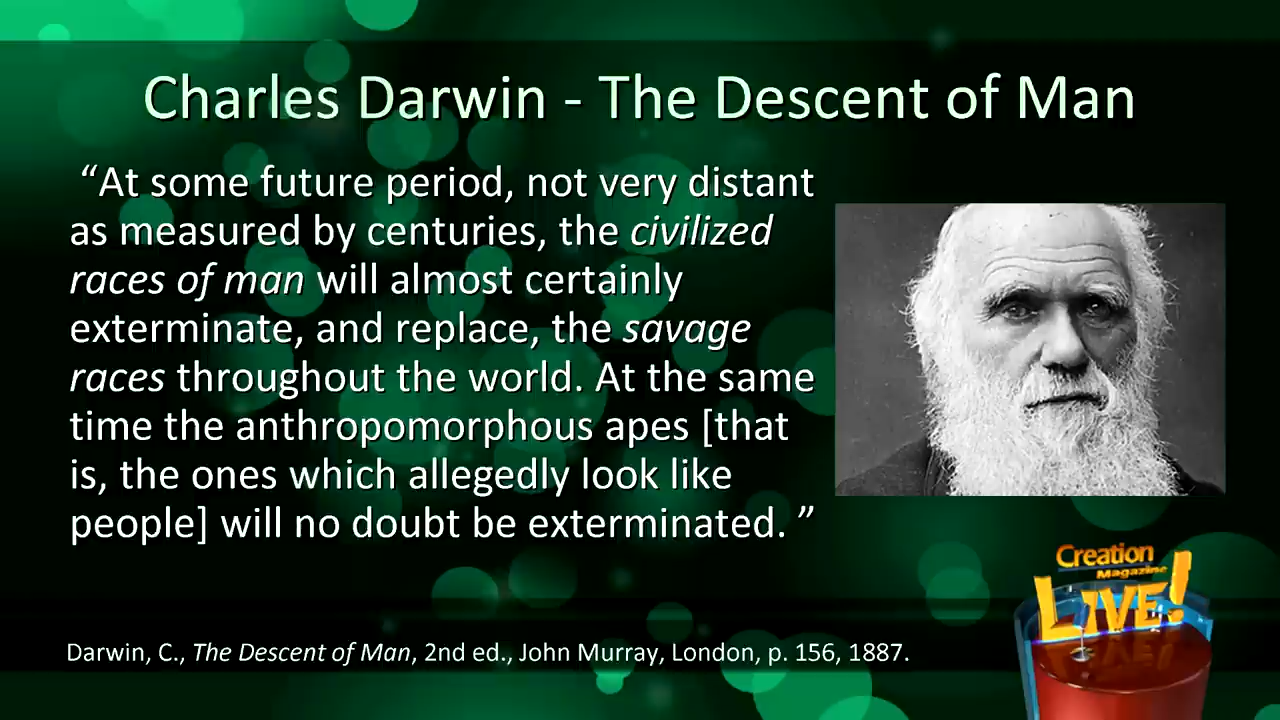 Charles Darwin - The Descent of Man
“At some future period, not very distant
as measured by centuries, the civilized
races of man will almost certainly
exterminate, and replace, the savage
races throughout the world. At the same
time the anthropomorphous apes [that
is, the ones which allegedly look like
people] will no doubt be exterminated. ”
Creation
Magazine
LIVE!
Darwin, C., The Descent of Man, 2nd ed., John Murray, London, p. 156, 1887.